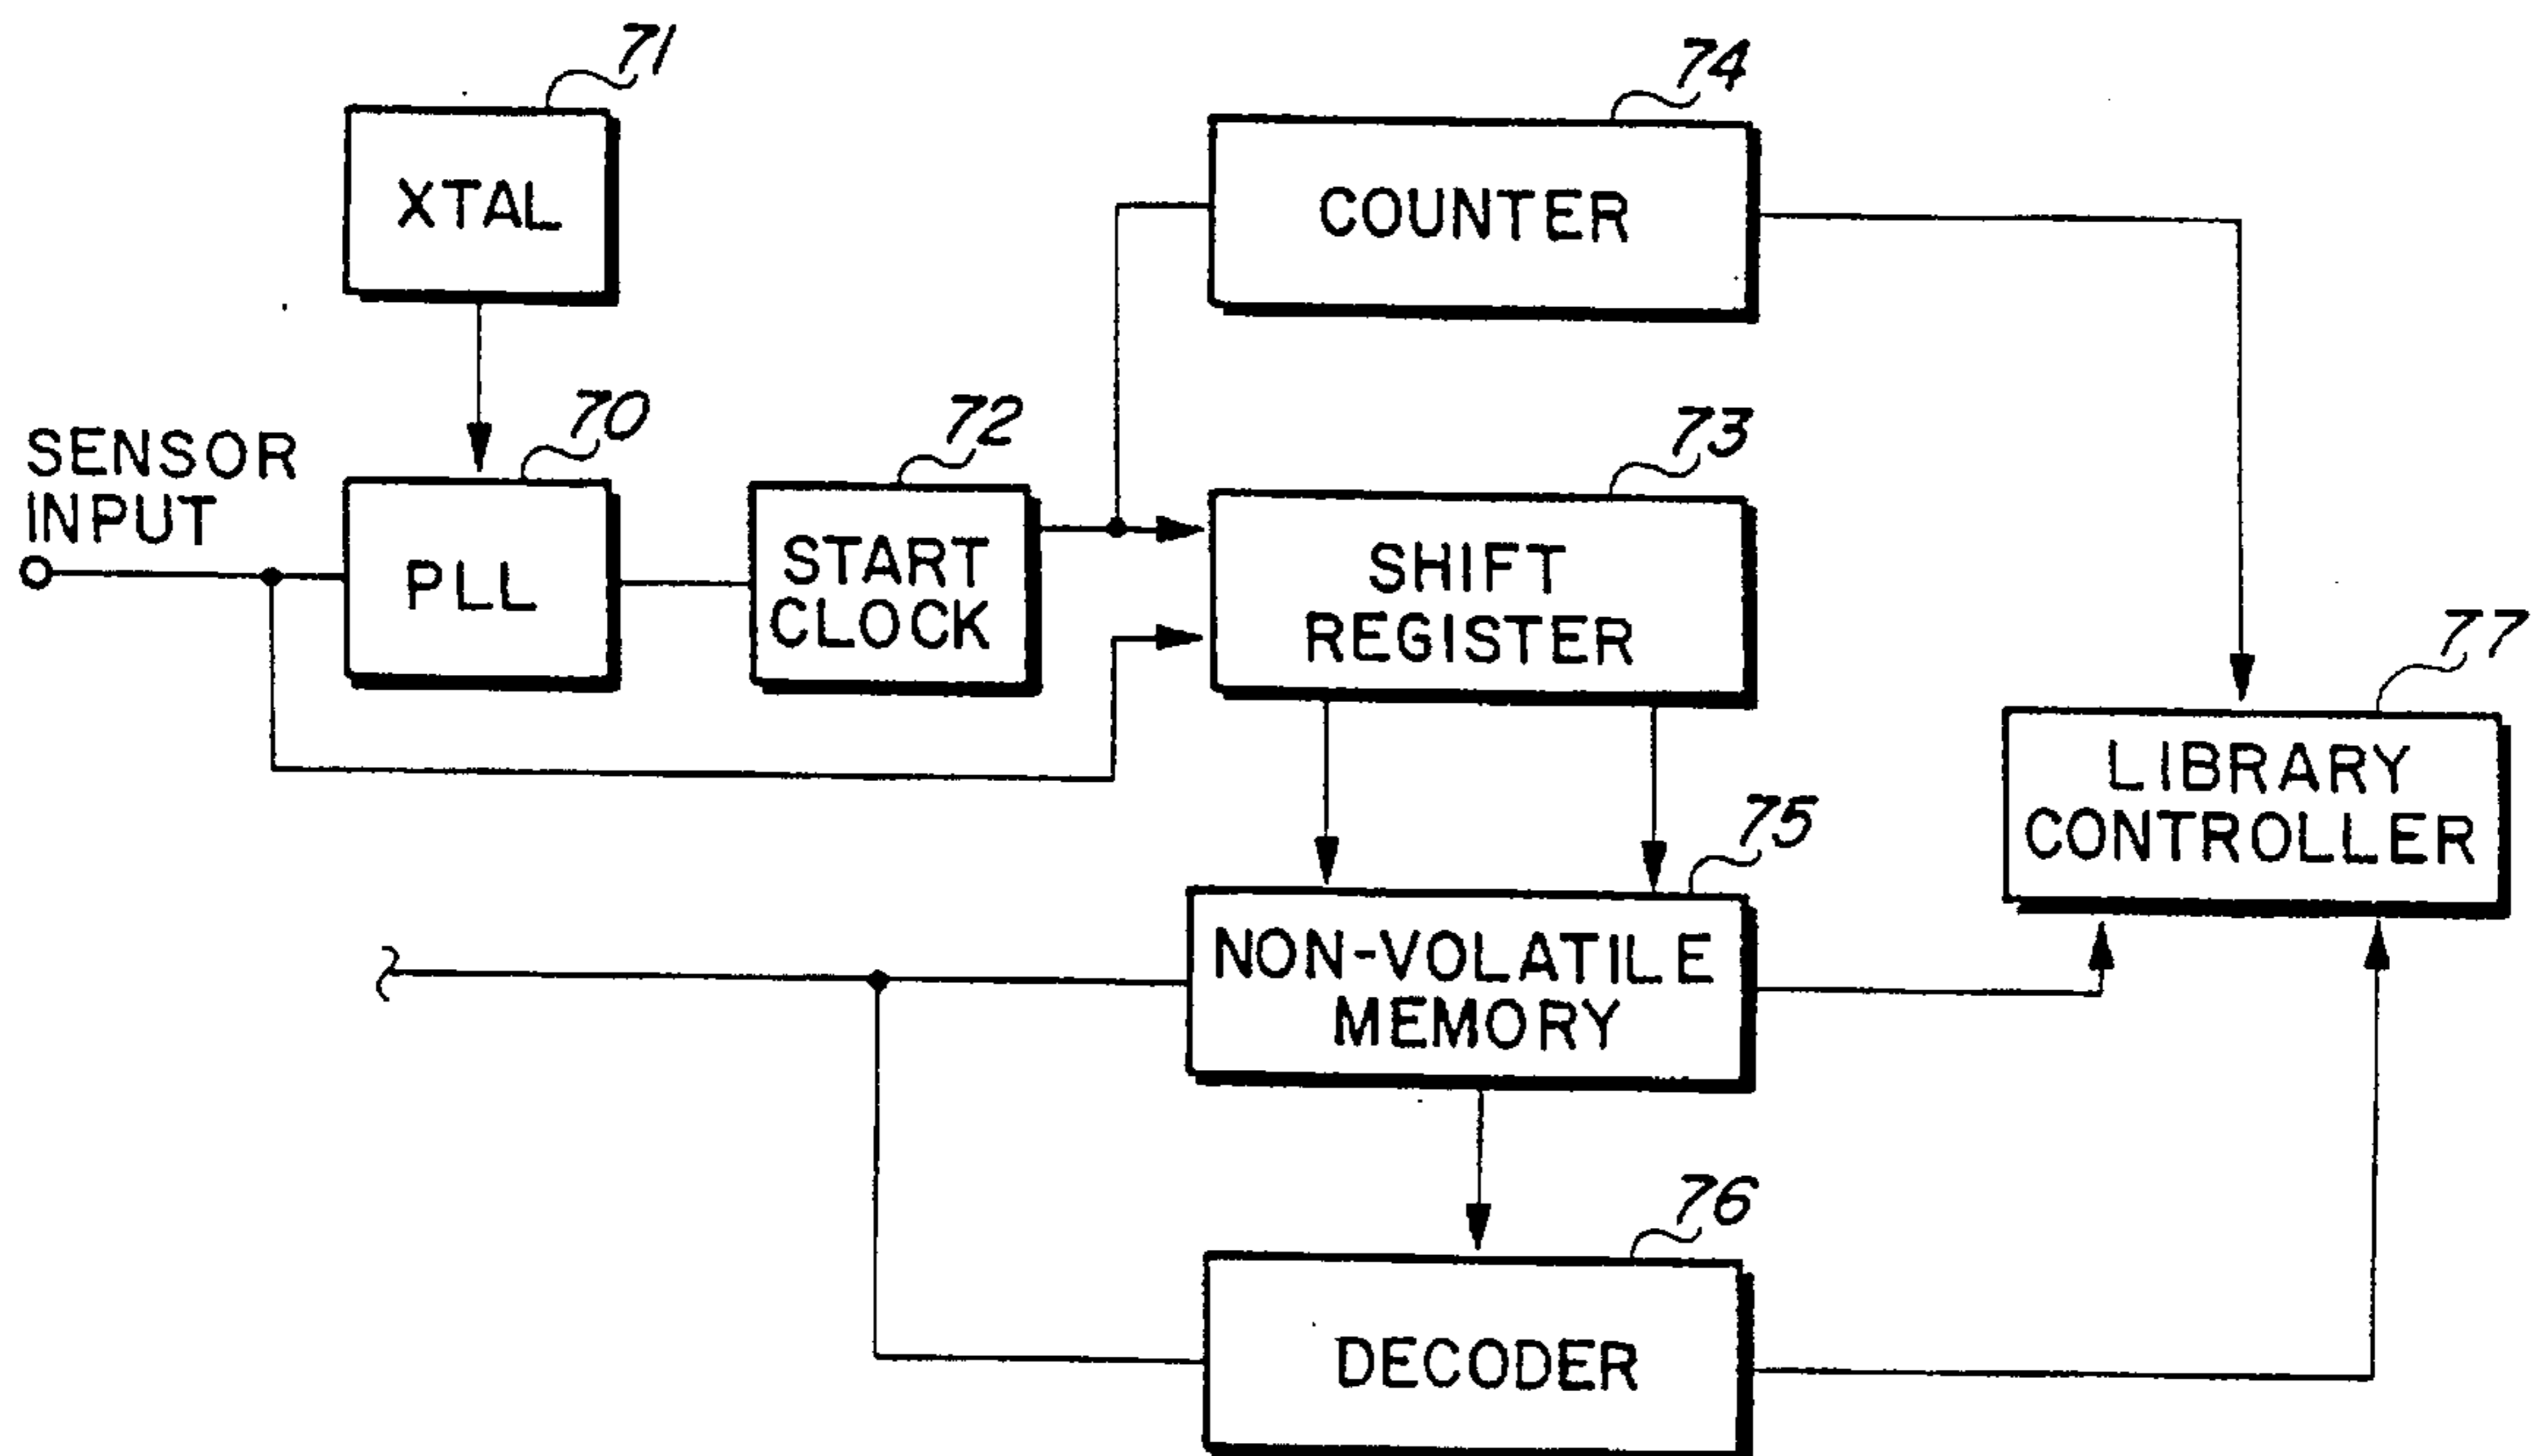 71
XTAL
74
COUNTER
SENSOR
INPUT
70
PLL
72
START
CLOCK
73
SHIFT
REGISTER
77
LIBRARY
CONTROLLER
75
NON-VOLATILE
MEMORY
76
DECODER